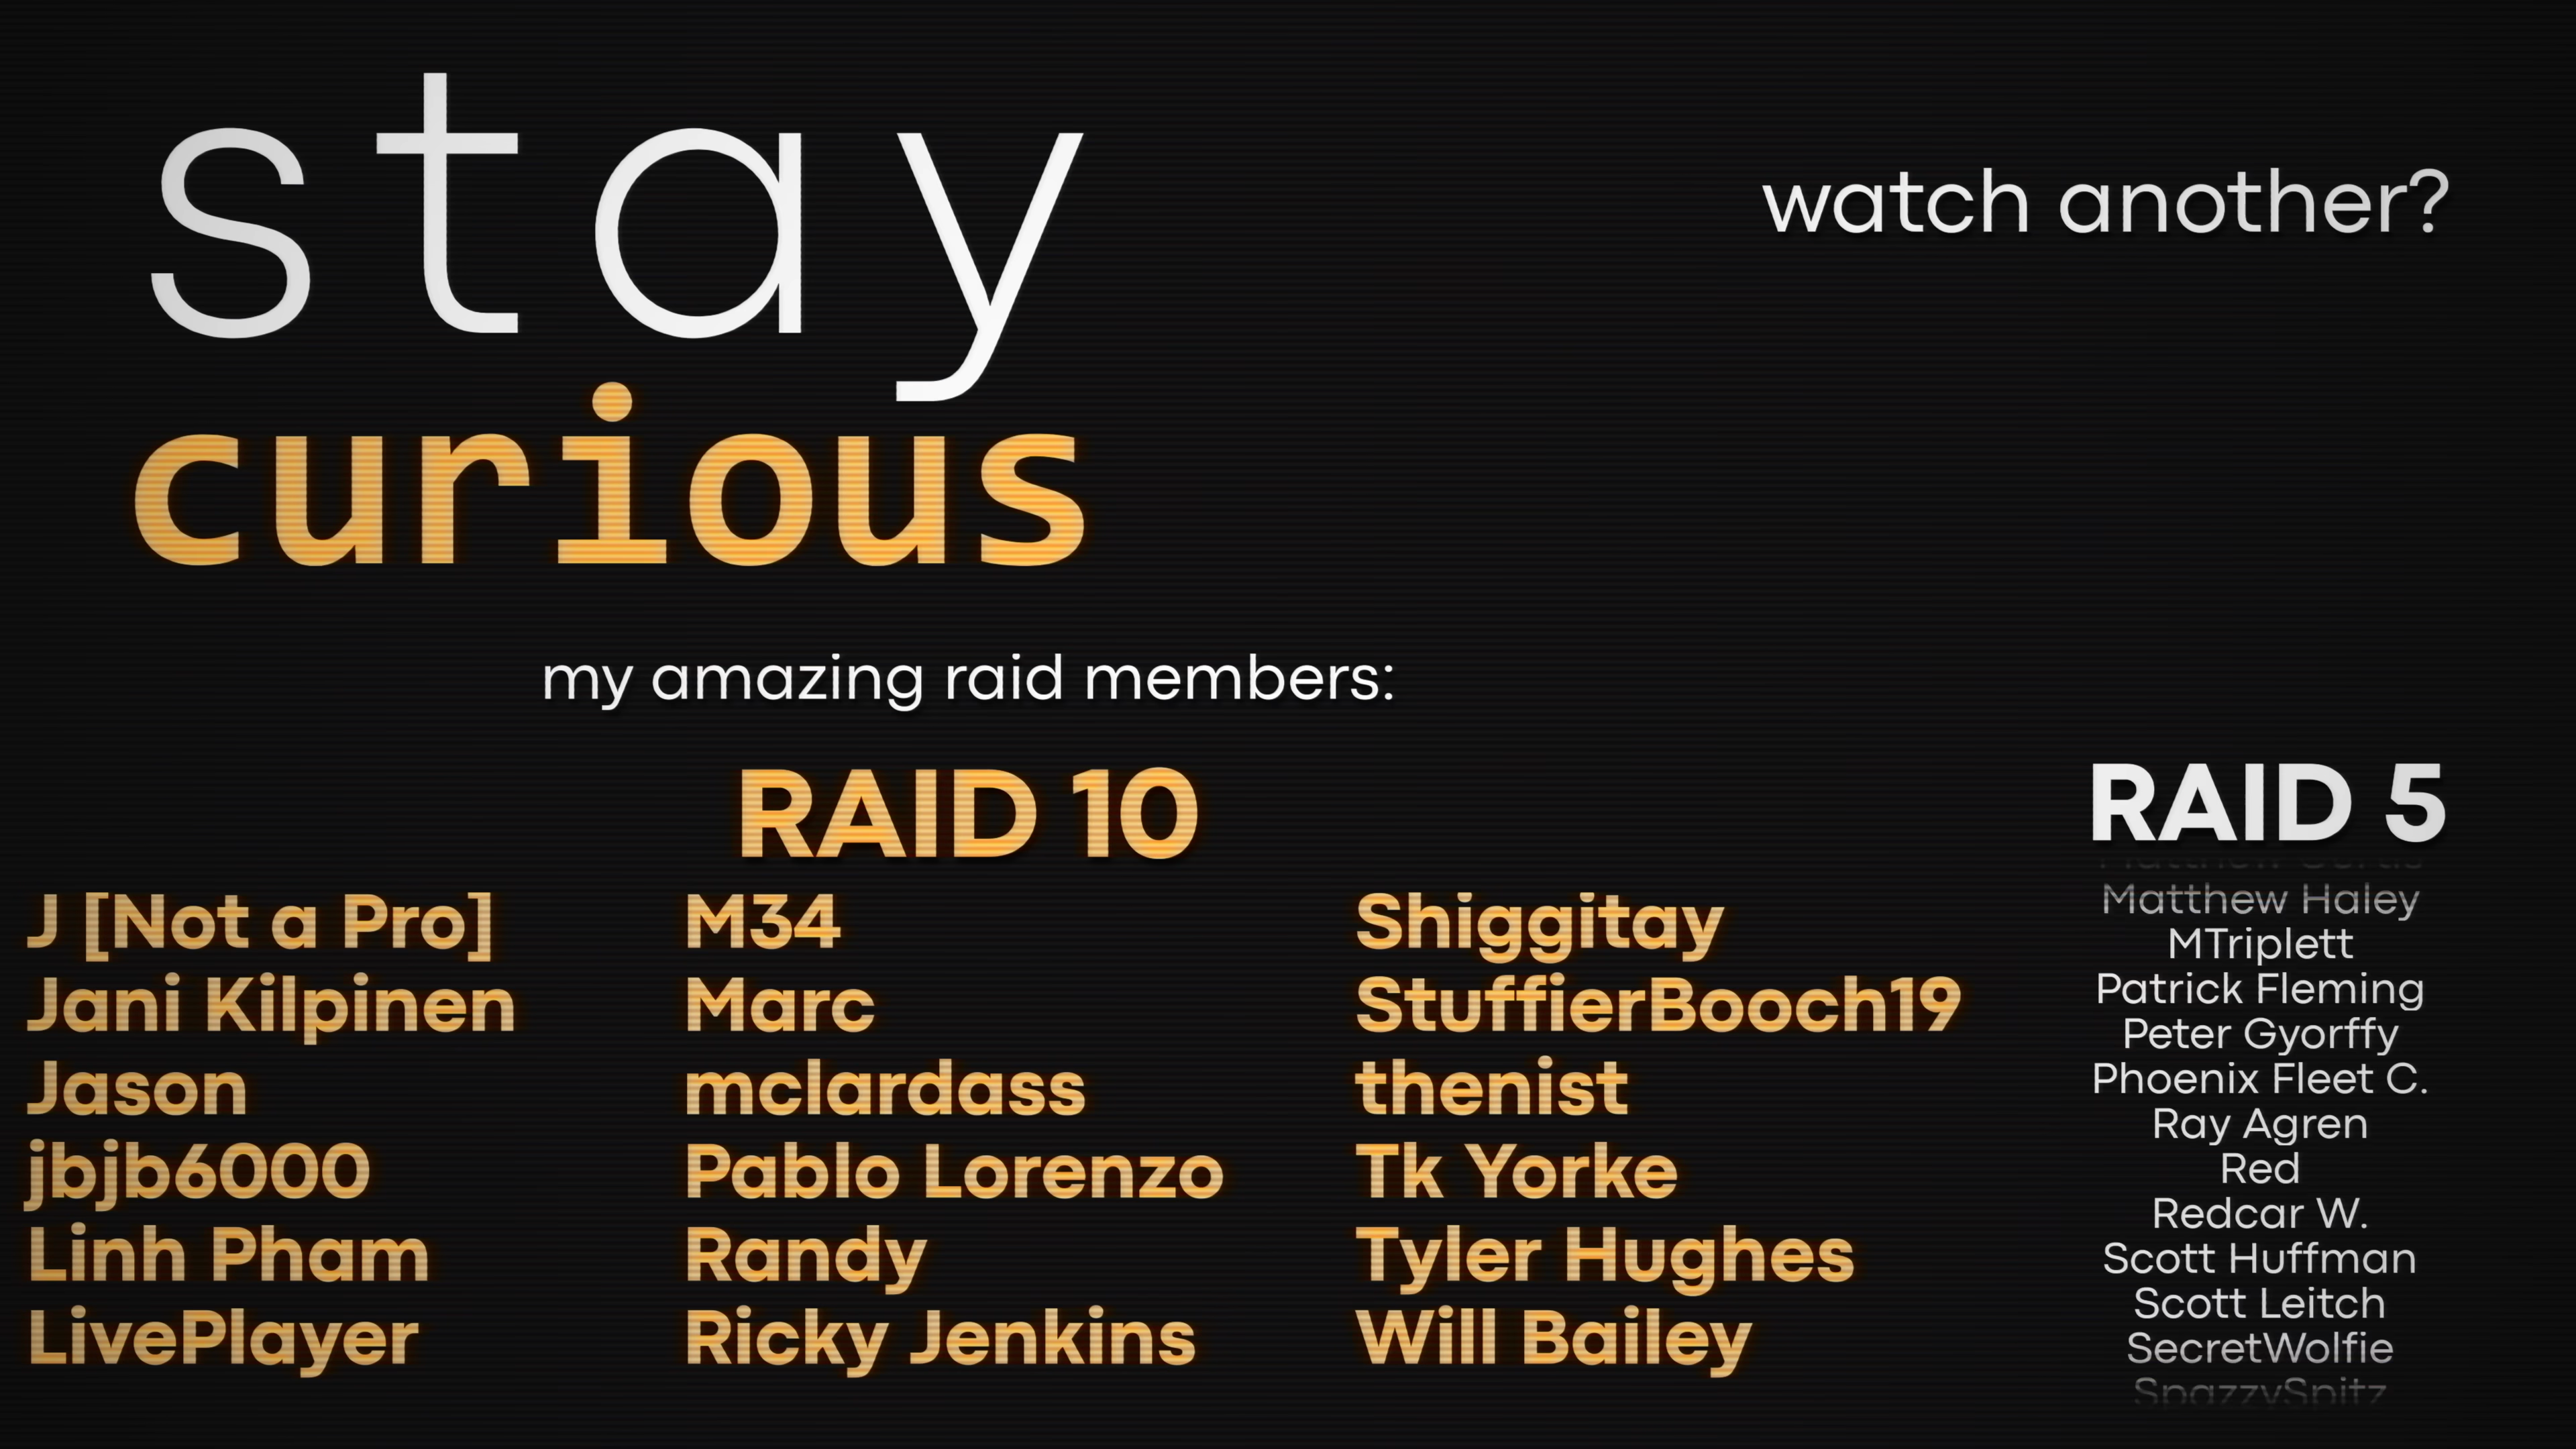 stay
curious
watch another?
my amazing raid members:
RAID 10
J [Not a Pro]
Jani Kilpinen
Jason
jbjb6000
Linh Pham
LivePlayer
M34
Marc
mclardass
Pablo Lorenzo
Randy
Ricky Jenkins
Shiggitay
StuffierBooch19
thenist
Tk Yorke
Tyler Hughes
Will Bailey
RAID 5
Matthew Haley
MTriplett
Patrick Fleming
Peter Gyorffy
Phoenix Fleet C.
Ray Agren
Red
Redcar W.
Scott Huffman
Scott Leitch
SecretWolfie
SpazzySpitz